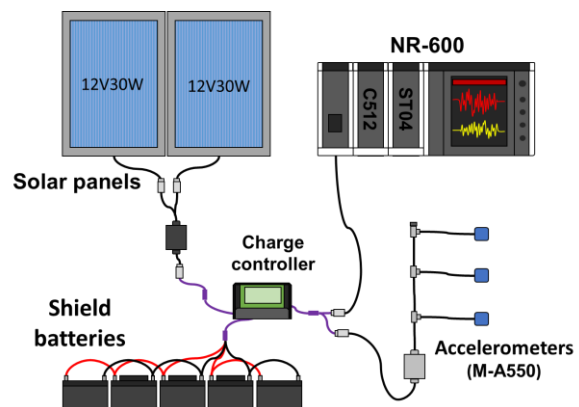 NR-600
12V30W
12V30W
C512
ST04
Solar panels
Charge
controller
Shield
batteries
Accelerometers
(M-A550)